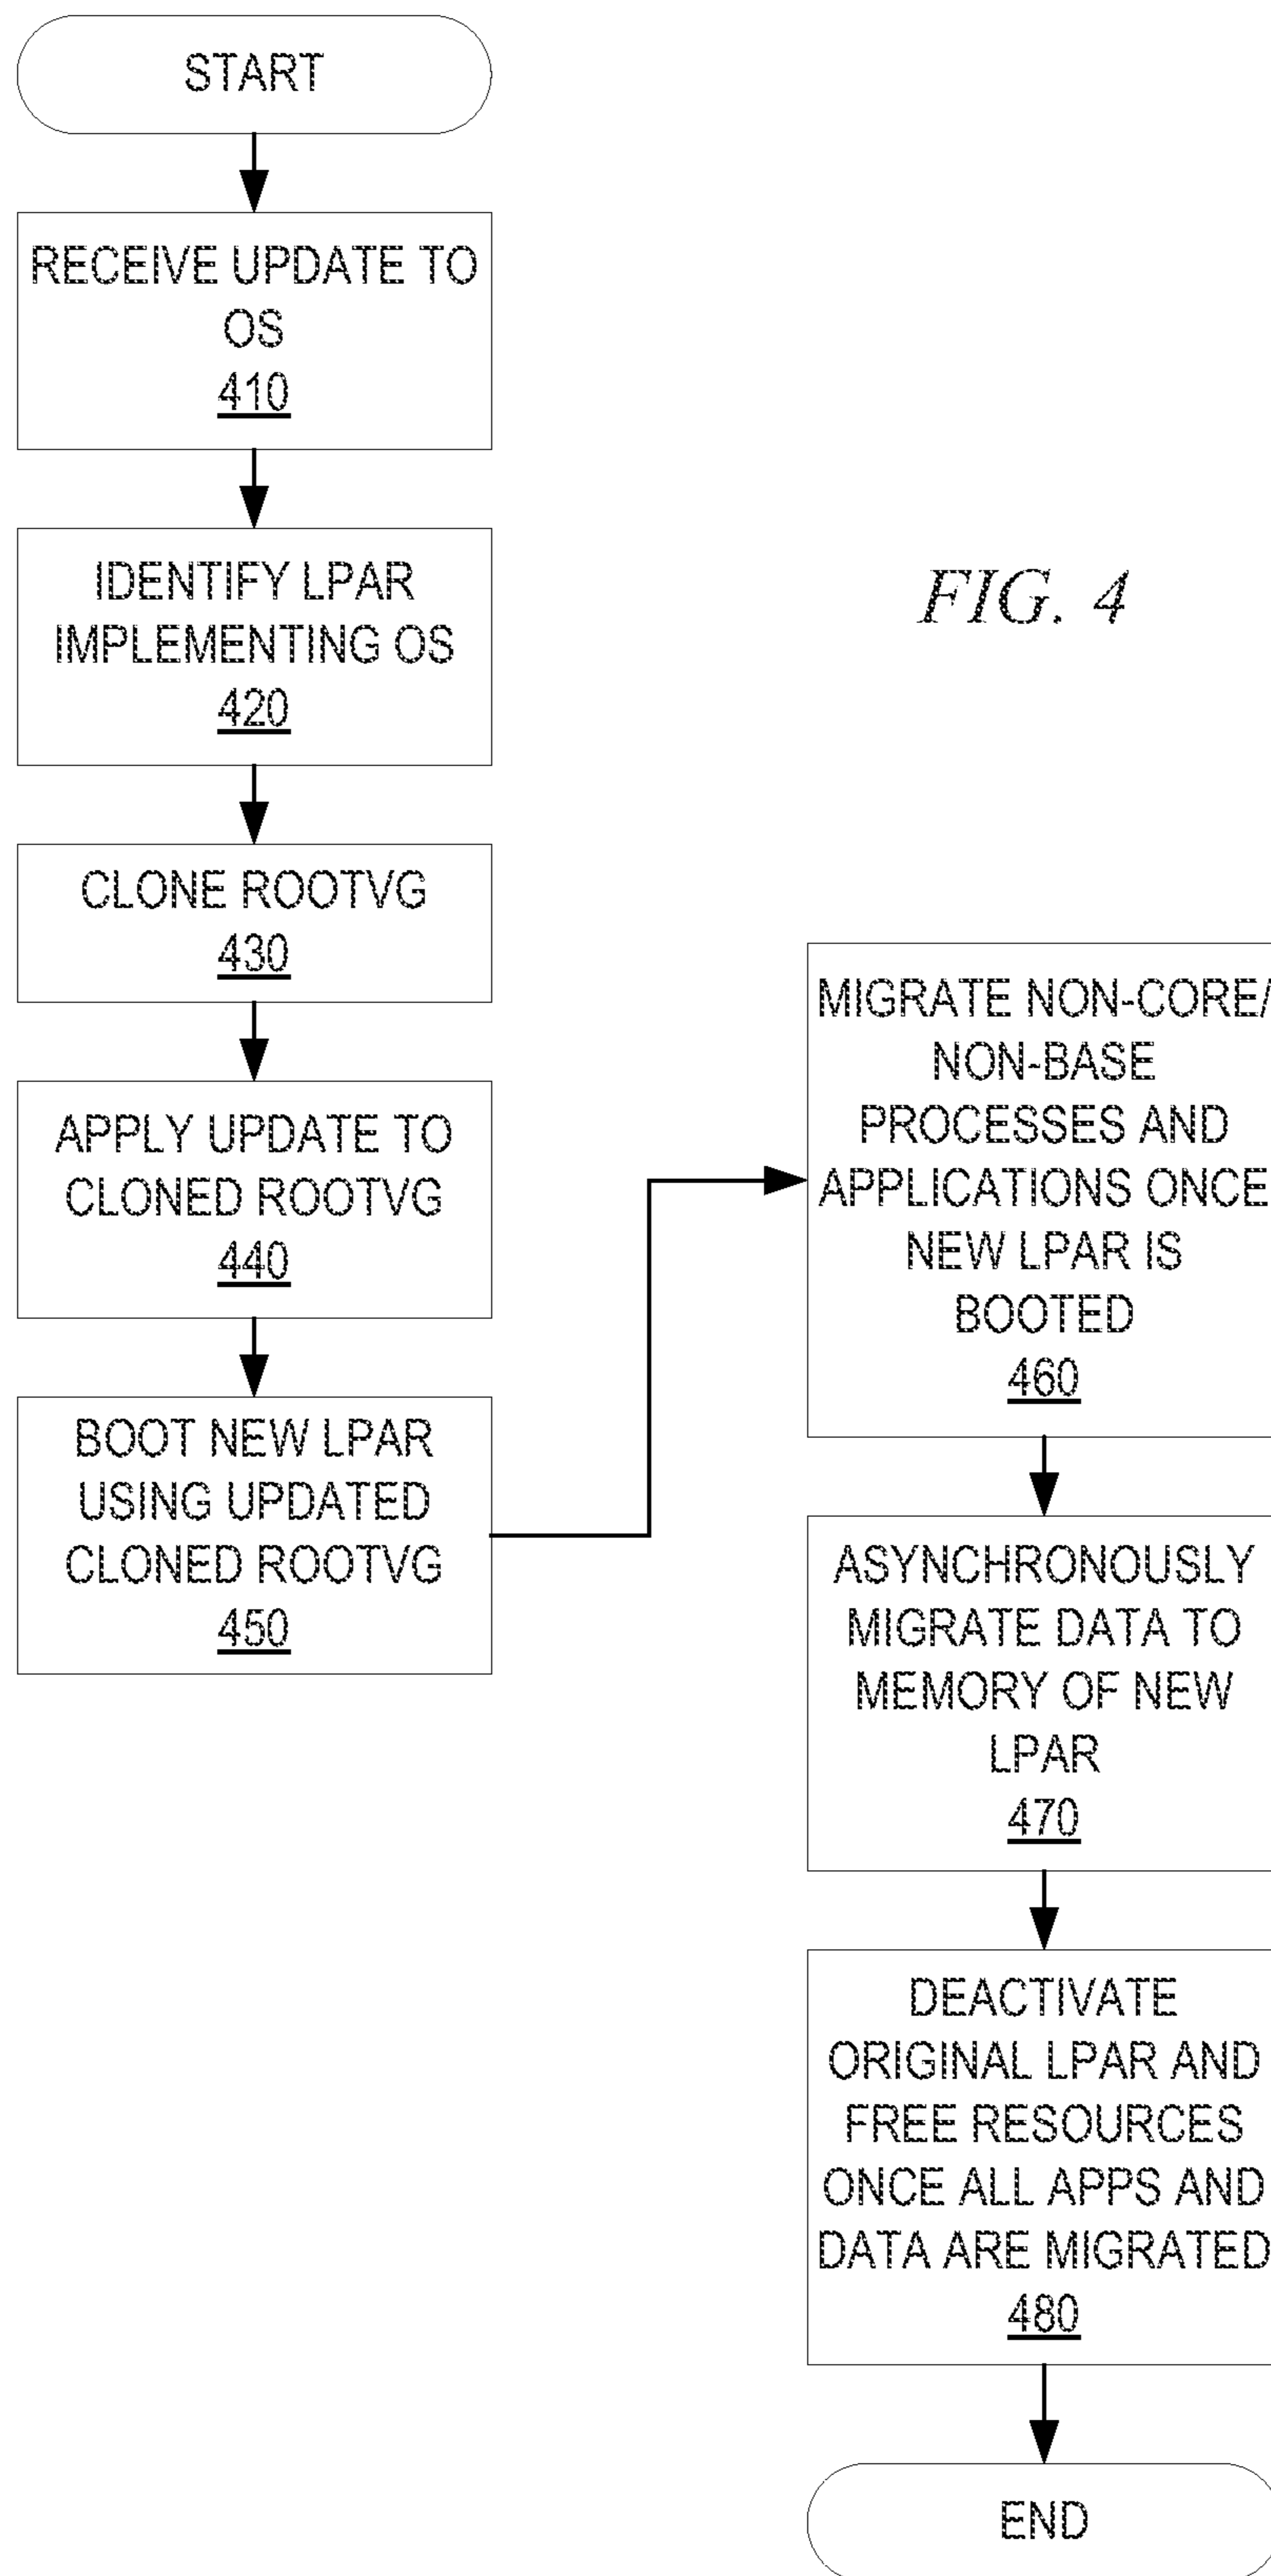 START
RECEIVE UPDATE TO
OS
410
IDENTIFY LPAR
IMPLEMENTING OS
420
CLONE ROOTVG
430
APPLY UPDATE TO
CLONED ROOTVG
440
BOOT NEW LPAR
USING UPDATED
CLONED ROOTVG
450
FIG. 4
MIGRATE NON-CORE/
NON-BASE
PROCESSES AND
APPLICATIONS ONCE
NEW LPAR IS
BOOTED
460
ASYNCHRONOUSLY
MIGRATE DATA TO
MEMORY OF NEW
LPAR
470
DEACTIVATE
ORIGINAL LPAR AND
FREE RESOURCES
ONCE ALL APPS AND
DATA ARE MIGRATED
480
END